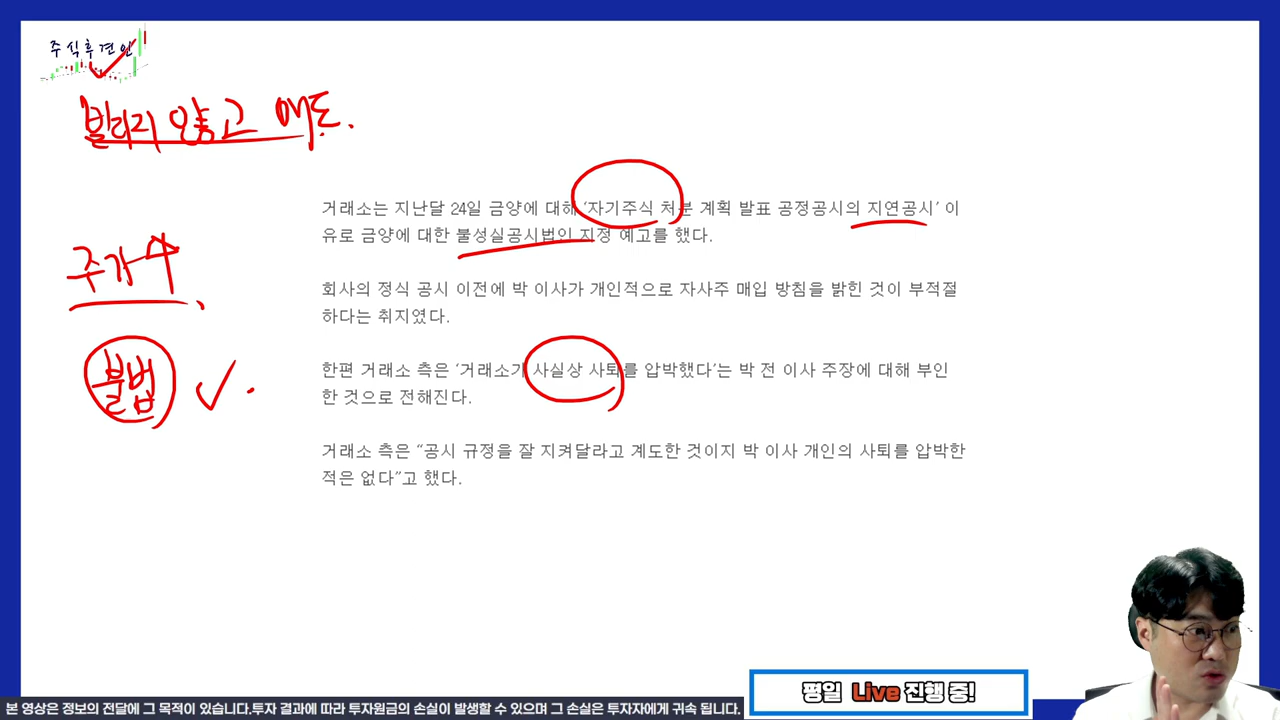 주식후견인
빌리지 않고 매도.
거래소는 지난달 24일 금양에 대해 ‘자기주식 처분 계획 발표 공정공시의 지연공시’ 이
유로 금양에 대한 불성실공시법인 지정 예고를 했다.
주가
회사의 정식 공시 이전에 박 이사가 개인적으로 자사주 매입 방침을 밝힌 것이 부적절
하다는 취지였다.
불법
한편 거래소 측은 ‘거래소가 사실상 사퇴를 압박했다’는 박 전 이사 주장에 대해 부인
한 것으로 전해진다.
거래소 측은 “공시 규정을 잘 지켜달라고 계도한 것이지 박 이사 개인의 사퇴를 압박한
적은 없다”고 했다.
평일 Live 진행 중!
본 영상은 정보의 전달에 그 목적이 있습니다.투자 결과에 따라 투자원금의 손실이 발생할 수 있으며 그 손실은 투자자에게 귀속 됩니다.